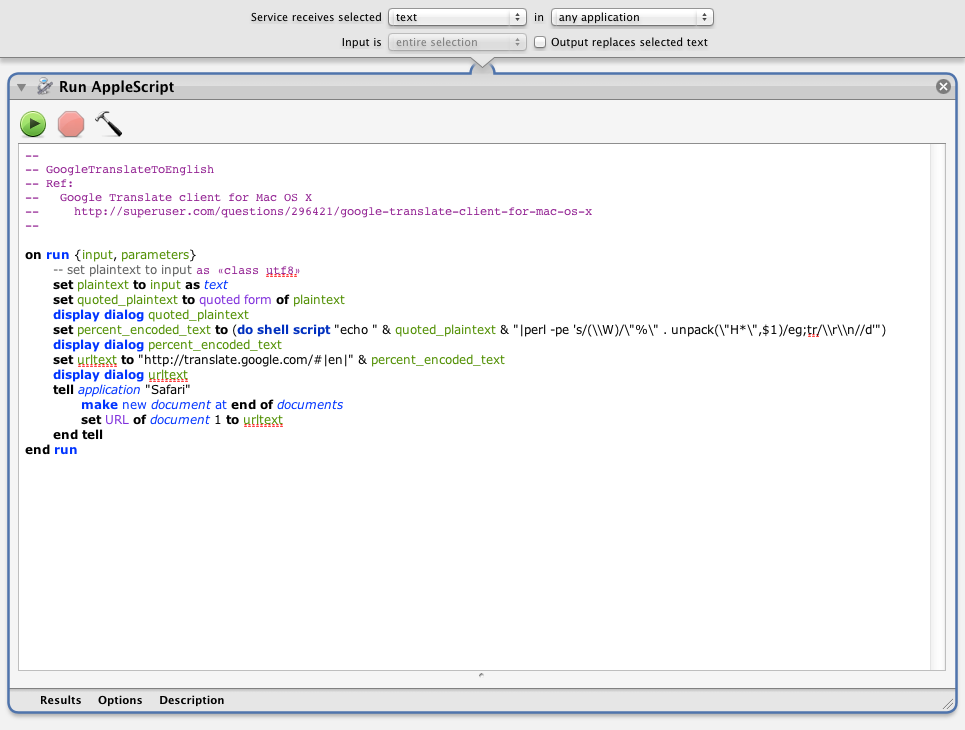 Service receives selected text in any application
Input is entire selection Output replaces selected text
Run AppleScript
--
-- GoogleTranslateToEnglish
-- Ref:
--   Google Translate client for Mac OS X
--     http://superuser.com/questions/296421/google-translate-client-for-mac-os-x
--
on run {input, parameters}
-- set plaintext to input as «class utf8»
set plaintext to input as text
set quoted_plaintext to quoted form of plaintext
display dialog quoted_plaintext
set percent_encoded_text to (do shell script "echo " & quoted_plaintext & "|perl -pe 's/(\\W)/\"%\" . unpack(\"H*\",$1)/eg;tr/\\r\\n//d'")
display dialog percent_encoded_text
set urltext to "http://translate.google.com/#|en|" & percent_encoded_text
display dialog urltext
tell application "Safari"
make new document at end of documents
set URL of document 1 to urltext
end tell
end run
Results Options Description